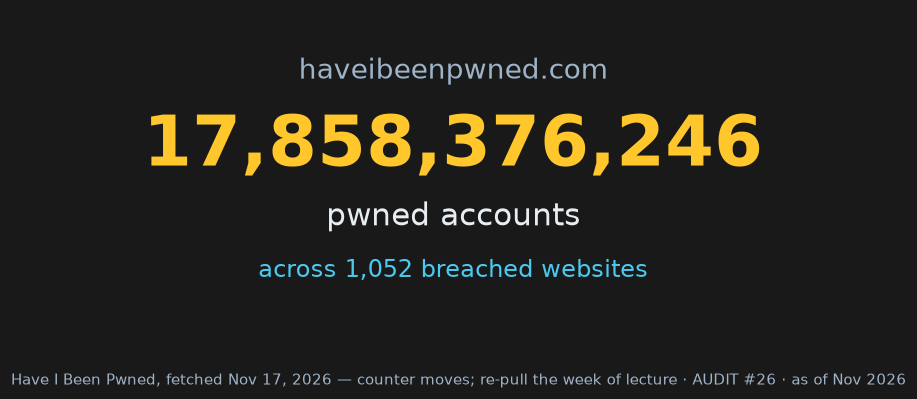 haveibeenpwned.com
17,858,376,246
pwned accounts
across 1,052 breached websites
Have I Been Pwned, fetched Nov 17, 2026 — counter moves; re-pull the week of lecture · AUDIT #26 · as of Nov 2026